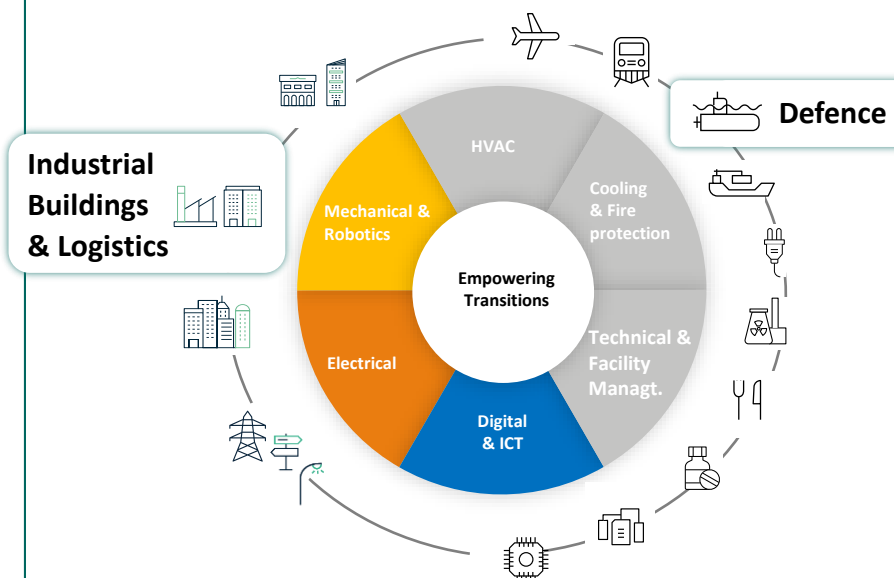 Defence
Industrial
Buildings
& Logistics
HVAC
Cooling
& Fire
protection
Mechanical &
Robotics
Empowering
Transitions
Electrical
Technical &
Facility
Managt.
Digital
& ICT